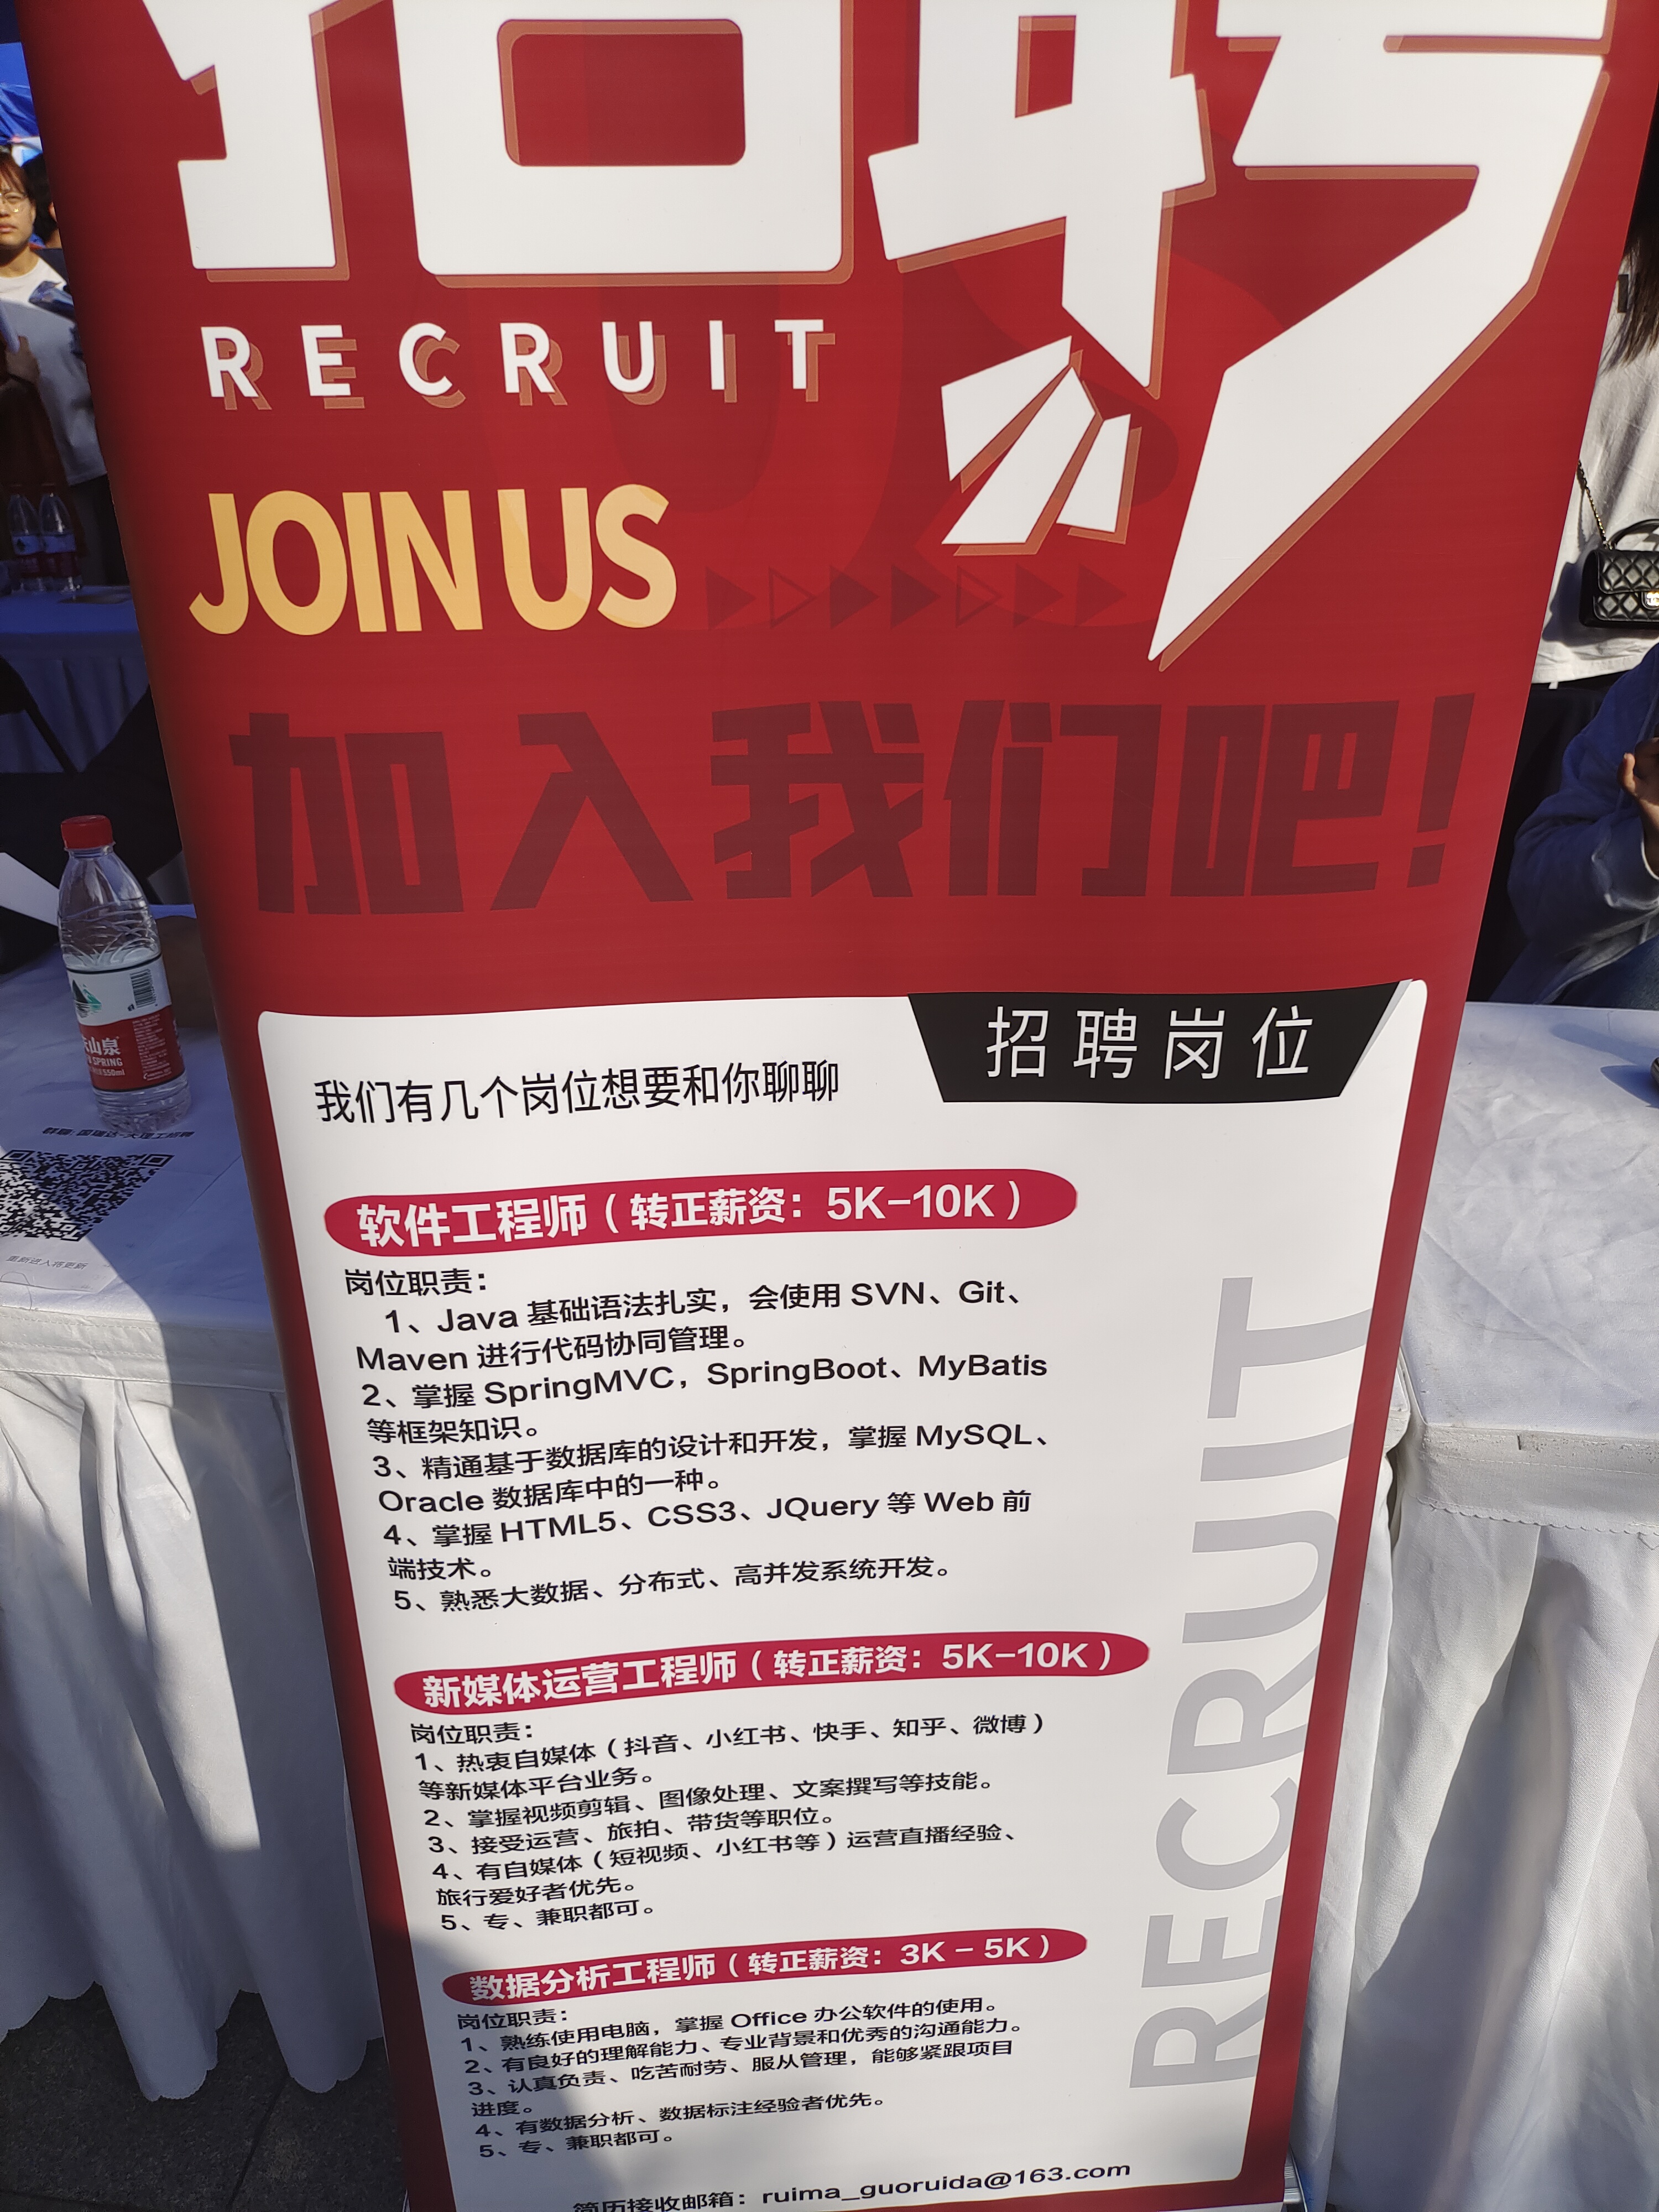 招聘
RECRUIT
JOIN US
加入我们吧!
招聘岗位
我们有几个岗位想要和你聊聊
软件工程师（转正薪资：5K-10K）
岗位职责：
1、Java 基础语法扎实，会使用 SVN、Git、
Maven 进行代码协同管理。
2、掌握 SpringMVC，SpringBoot、MyBatis
等框架知识。
3、精通基于数据库的设计和开发，掌握 MySQL、
Oracle 数据库中的一种。
4、掌握 HTML5、CSS3、JQuery 等 Web 前
端技术。
5、熟悉大数据、分布式、高并发系统开发。
新媒体运营工程师（转正薪资：5K-10K）
岗位职责：
1、热衷自媒体（抖音、小红书、快手、知乎、微博）
等新媒体平台业务。
2、掌握视频剪辑、图像处理、文案撰写等技能。
3、接受运营、旅拍、带货等职位。
4、有自媒体（短视频、小红书等）运营直播经验、
旅行爱好者优先。
5、专、兼职都可。
数据分析工程师（转正薪资：3K - 5K）
岗位职责：
1、熟练使用电脑，掌握 Office 办公软件的使用。
2、有良好的理解能力、专业背景和优秀的沟通能力。
3、认真负责、吃苦耐劳、服从管理，能够紧跟项目
进度。
4、有数据分析、数据标注经验者优先。
5、专、兼职都可。
简历接收邮箱：ruima_guoruida@163.com
RECRUIT
山泉
SPRING
550ml